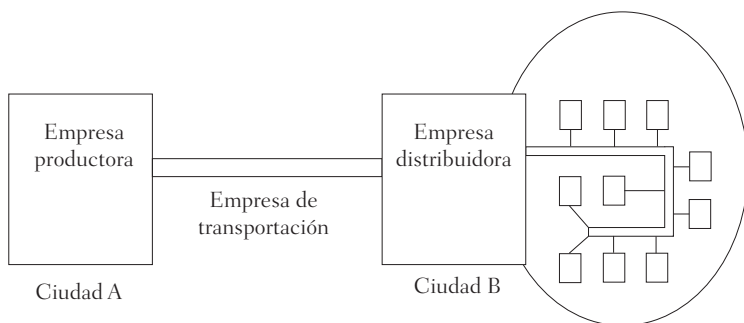 Empresa
productora
Empresa de
transportación
Empresa
distribuidora
Ciudad A
Ciudad B